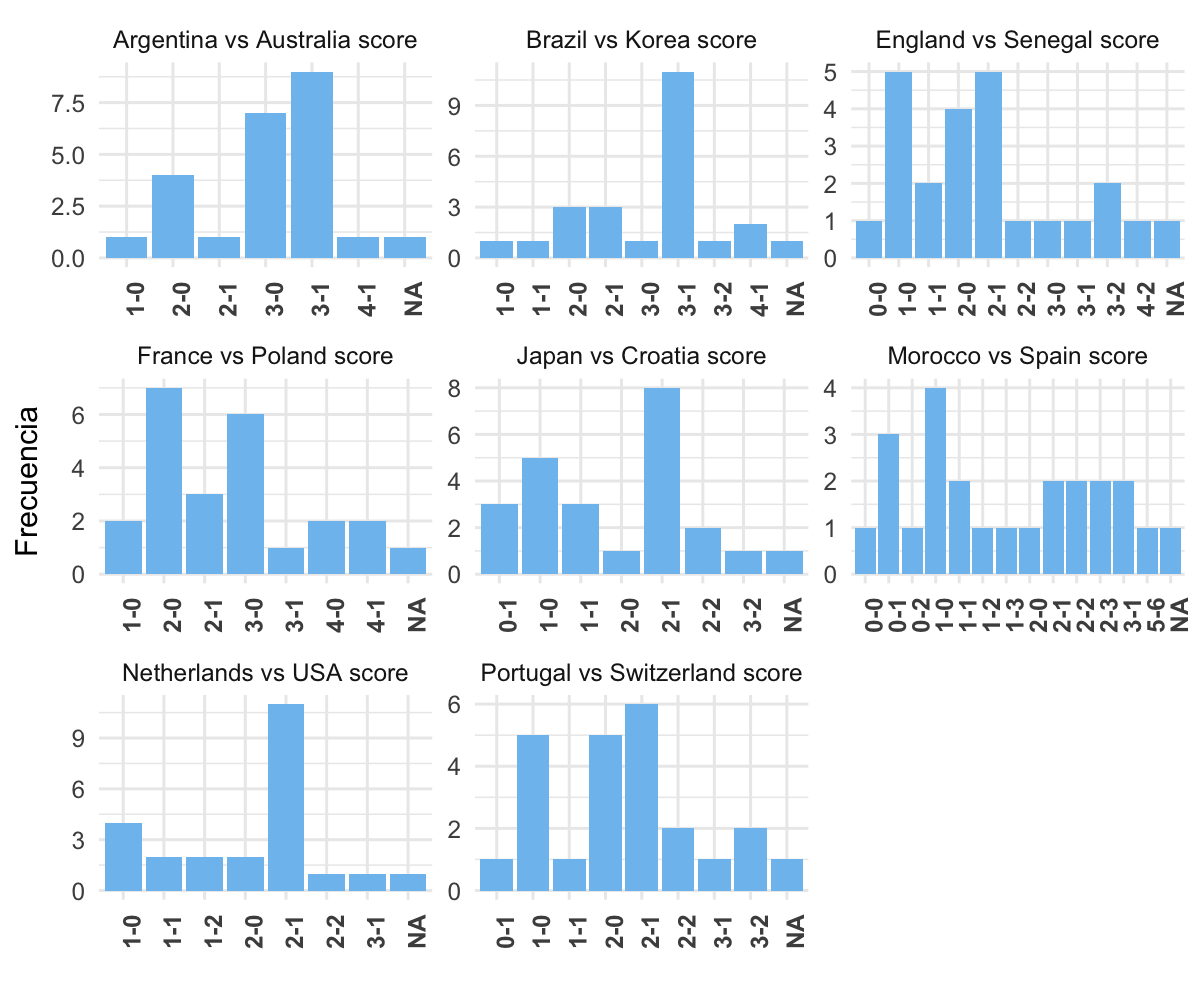 Argentina vs Australia score
7.5
5.0
2.5
0.0
1-0 2-0 2-1 3-0 3-1 4-1 NA
Brazil vs Korea score
9
6
3
0
1-0 1-1 2-0 2-1 3-0 3-1 3-2 4-1 NA
England vs Senegal score
5
4
3
2
1
0
0-0 1-0 1-1 2-0 2-1 2-2 3-0 3-1 3-2 4-2 NA
Frecuencia
France vs Poland score
6
4
2
0
1-0 2-0 2-1 3-0 3-1 4-0 4-1 NA
Japan vs Croatia score
8
6
4
2
0
0-1 1-0 1-1 2-0 2-1 2-2 3-2 NA
Morocco vs Spain score
4
3
2
1
0
0-0 0-1 0-2 1-0 1-1 1-2 1-3 2-0 2-1 2-2 2-3 3-1 5-6 NA
Netherlands vs USA score
9
6
3
0
1-0 1-1 1-2 2-0 2-1 2-2 3-1 NA
Portugal vs Switzerland score
6
4
2
0
0-1 1-0 1-1 2-0 2-1 2-2 3-1 3-2 NA